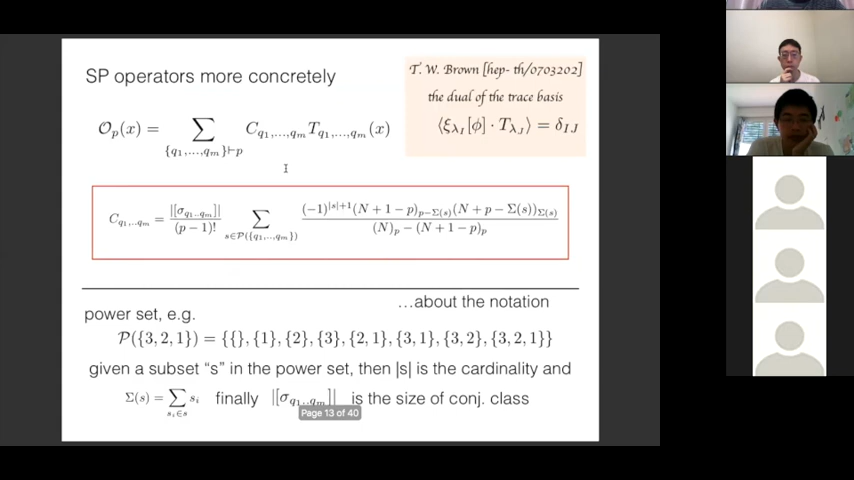 SP operators more concretely
T. W. Brown [hep- th/0703202]
the dual of the trace basis
⟨ξ_{λ_I}[ϕ] · T_{λ_J}⟩ = δ_{IJ}
O_p(x) = ∑_{{q_1,…,q_m}⊢p} C_{q_1,…,q_m} T_{q_1,…,q_m}(x)
C_{q_1,..q_m} = |[σ_{q_1..q_m}]| / (p − 1)! ∑_{s∈P({q_1,…,q_m})} (−1)^{|s|+1}(N + 1 − p)_{p−Σ(s)}(N + p − Σ(s))_{Σ(s)} / (N)_p − (N + 1 − p)_p
…about the notation
power set, e.g.
P({3, 2, 1}) = {{}, {1}, {2}, {3}, {2, 1}, {3, 1}, {3, 2}, {3, 2, 1}}
given a subset “s” in the power set, then |s| is the cardinality and
Σ(s) = ∑_{s_i∈s} s_i finally |[σ_{q_1..q_m}]| is the size of conj. class
Page 13 of 40